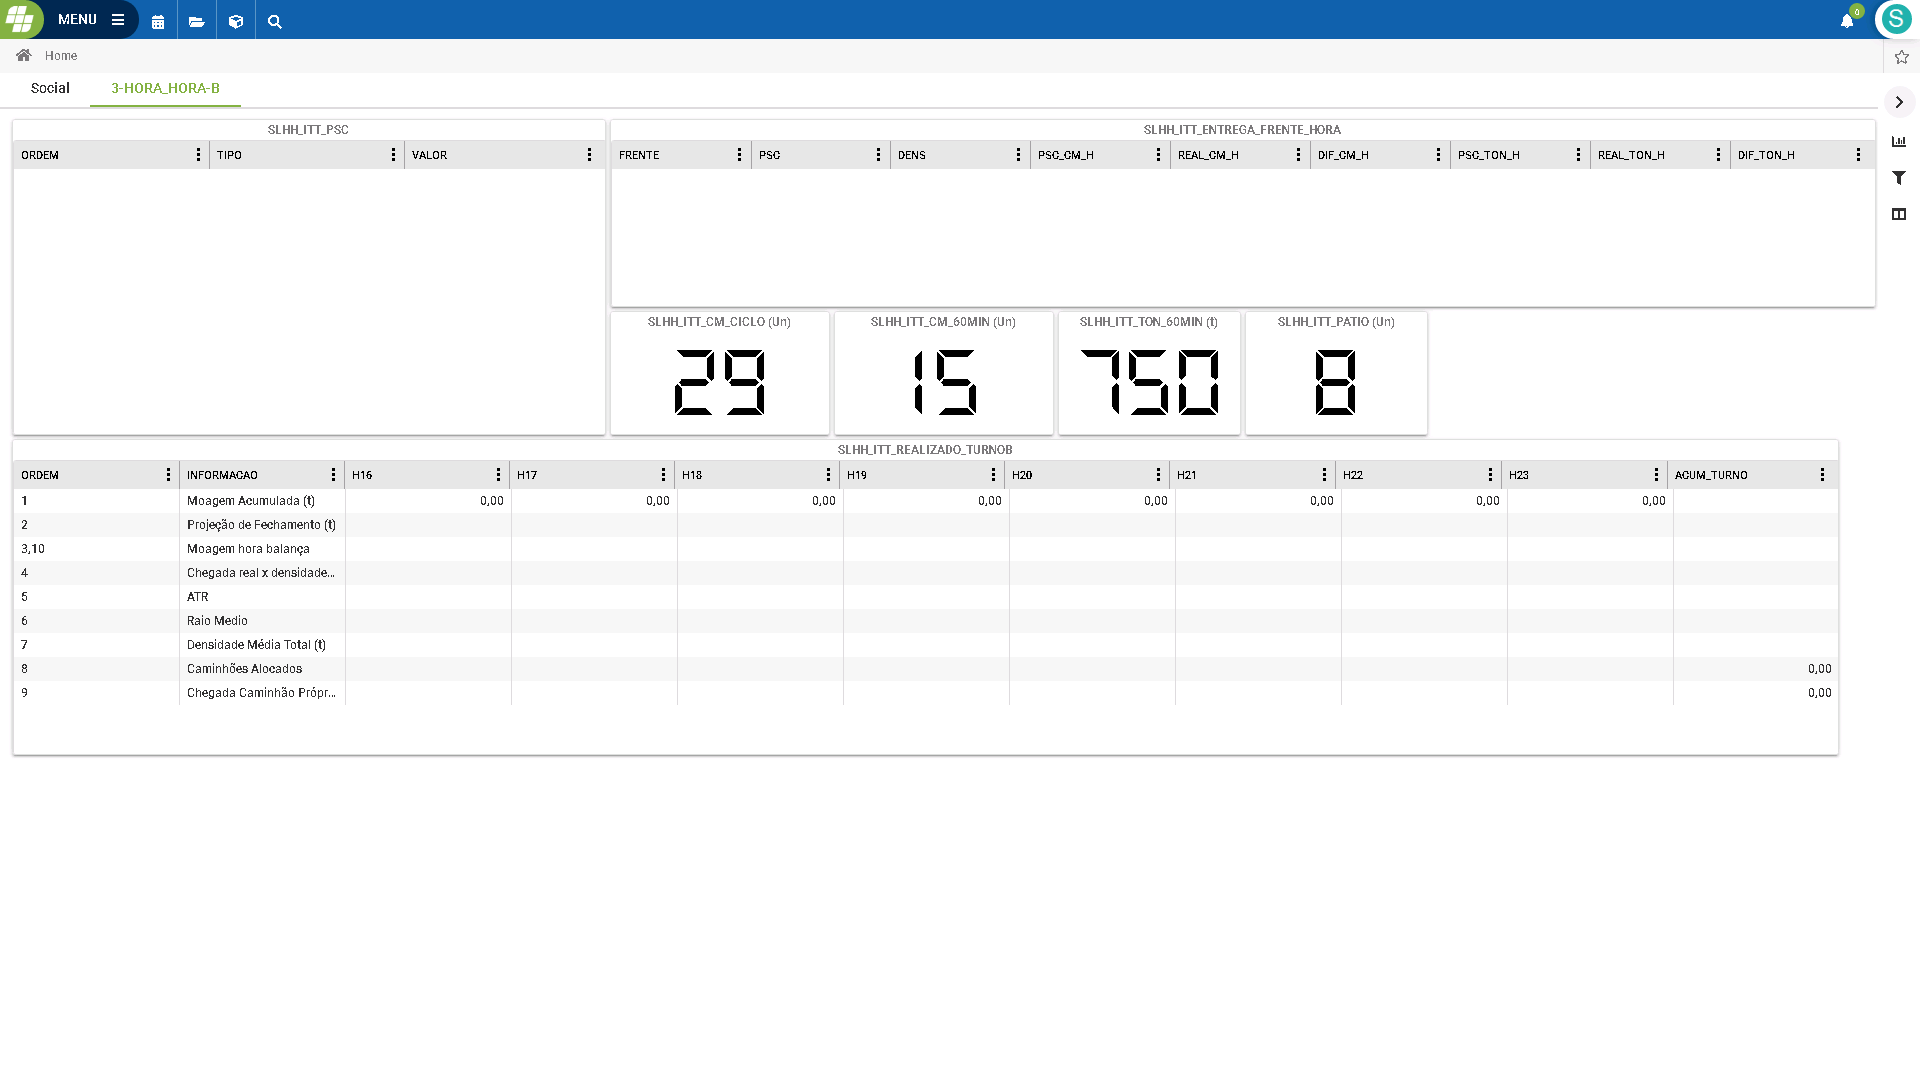 MENU
0
S
Home
Social
3-HORA_HORA-B
SLHH_ITT_PSC
ORDEM TIPO VALOR
SLHH_ITT_ENTREGA_FRENTE_HORA
FRENTE PSC DENS PSC_CM_H REAL_CM_H DIF_CM_H PSC_TON_H REAL_TON_H DIF_TON_H
SLHH_ITT_CM_CICLO (Un)
29
SLHH_ITT_CM_60MIN (Un)
15
SLHH_ITT_TON_60MIN (t)
750
SLHH_ITT_PATIO (Un)
8
SLHH_ITT_REALIZADO_TURNOB
ORDEM INFORMACAO H16 H17 H18 H19 H20 H21 H22 H23 ACUM_TURNO
1 Moagem Acumulada (t) 0,00 0,00 0,00 0,00 0,00 0,00 0,00 0,00
2 Projeção de Fechamento (t)
3,10 Moagem hora balança
4 Chegada real x densidade...
5 ATR
6 Raio Medio
7 Densidade Média Total (t)
8 Caminhões Alocados 0,00
9 Chegada Caminhão Própr... 0,00